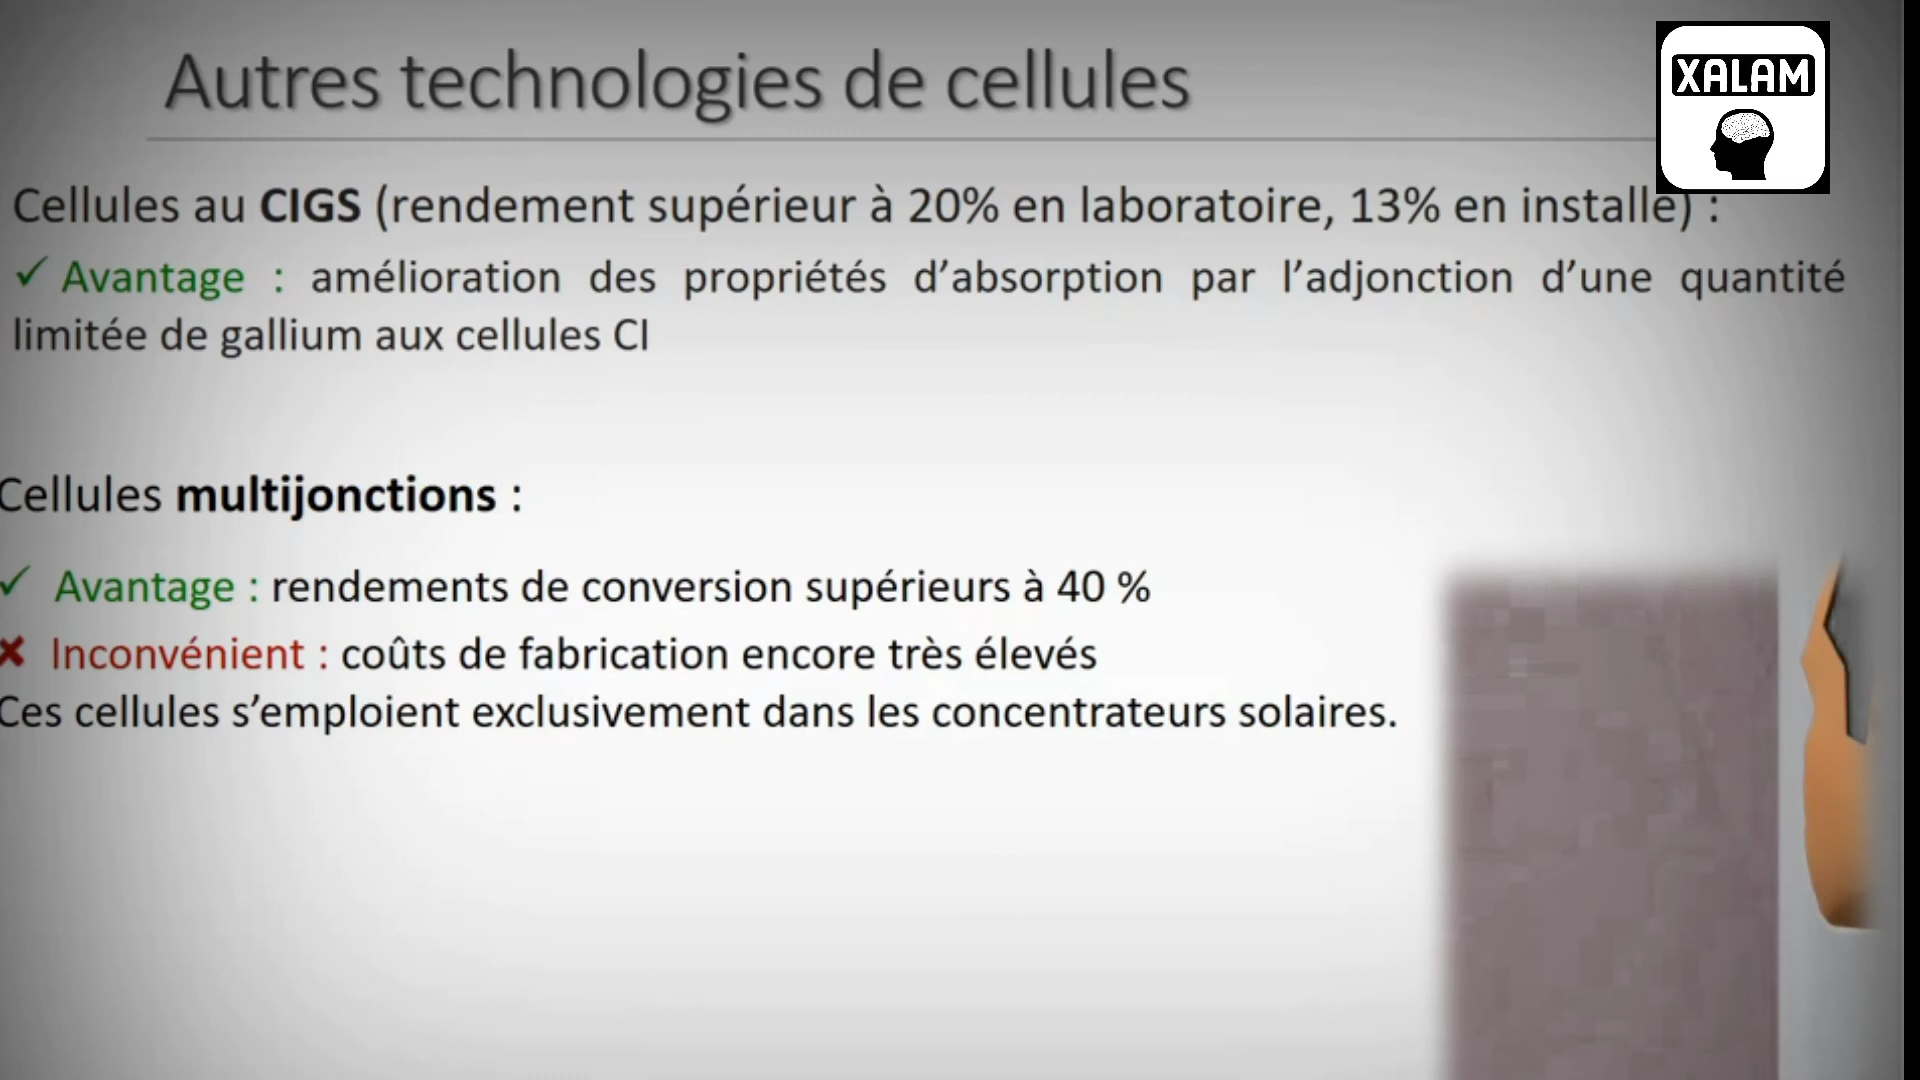 Autres technologies de cellules
XALAM
Cellules au CIGS (rendement supérieur à 20% en laboratoire, 13% en installé) :
✓ Avantage : amélioration des propriétés d’absorption par l’adjonction d’une quantité
limitée de gallium aux cellules CI
Cellules multijonctions :
✓ Avantage : rendements de conversion supérieurs à 40 %
✖ Inconvénient : coûts de fabrication encore très élevés
Ces cellules s’emploient exclusivement dans les concentrateurs solaires.